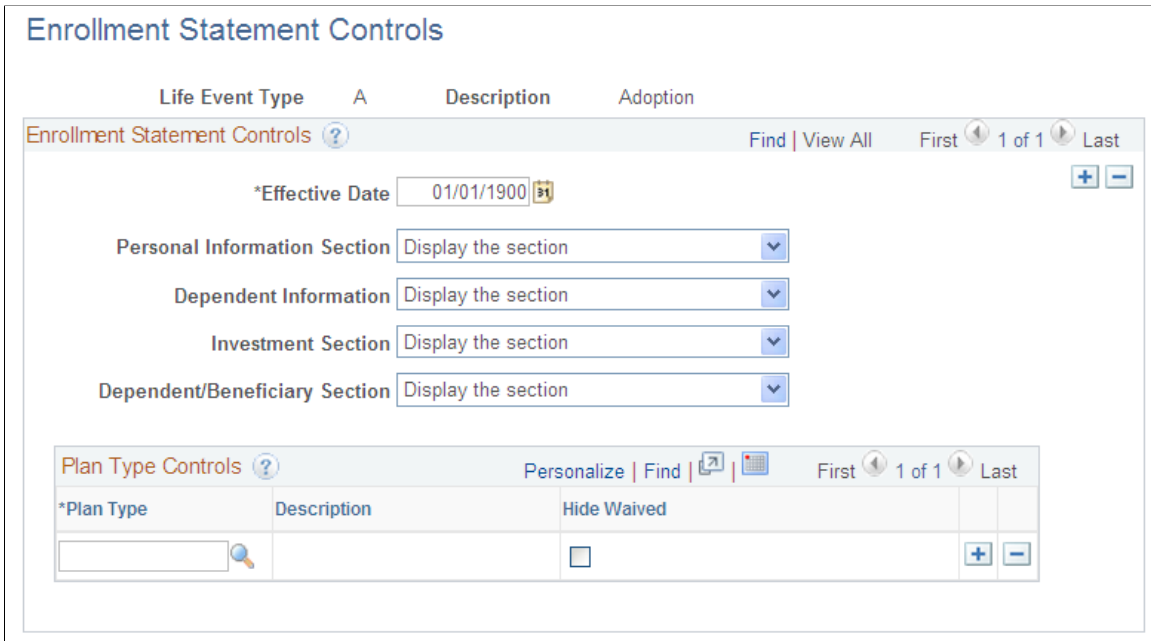 Enrollment Statement Controls
Life Event Type A Description Adoption
Enrollment Statement Controls ? Find | View All First 1 of 1 Last
*Effective Date 01/01/1900 31
Personal Information Section Display the section
Dependent Information Display the section
Investment Section Display the section
Dependent/Beneficiary Section Display the section
Plan Type Controls ? Personalize | Find | | First 1 of 1 Last
*Plan Type Description Hide Waived